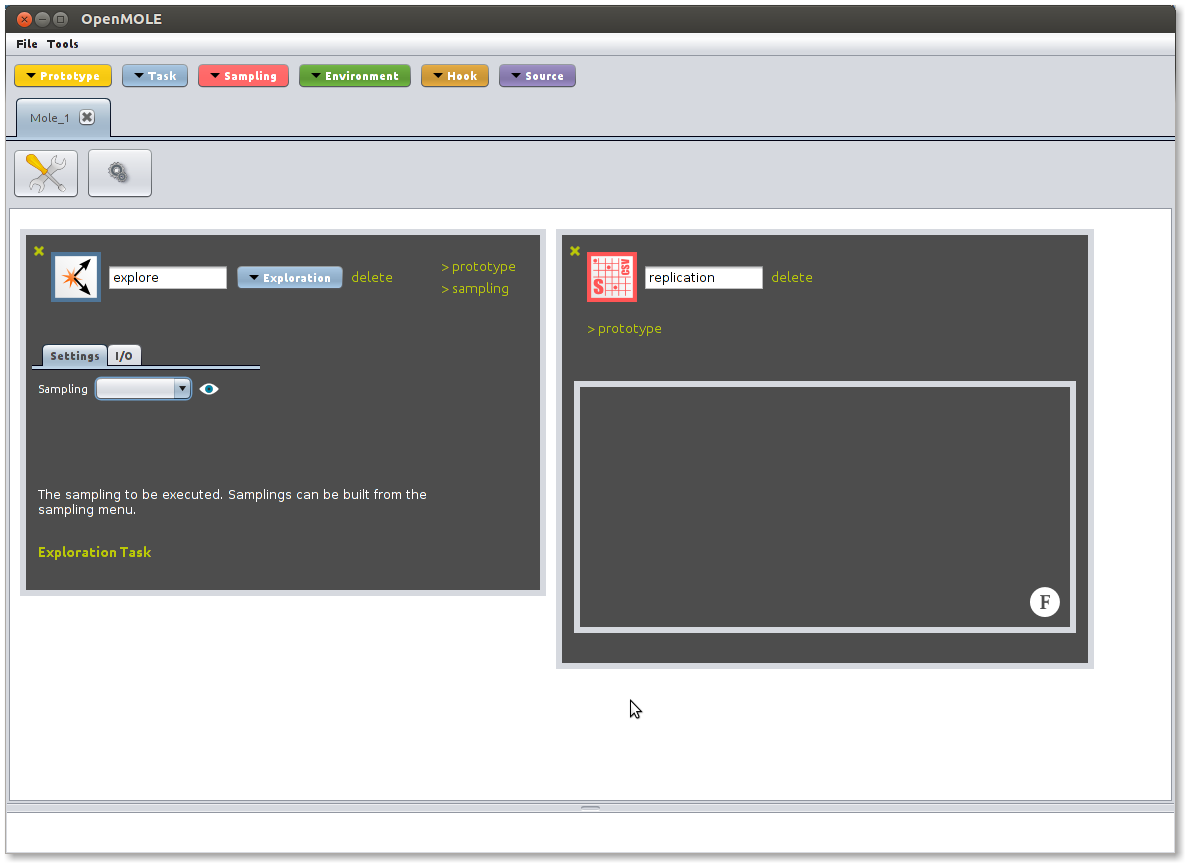 OpenMOLE
File Tools
Prototype Task Sampling Environment Hook Source
Mole_1
explore Exploration delete
> prototype
> sampling
Settings I/O
Sampling
The sampling to be executed. Samplings can be built from the
sampling menu.
Exploration Task
CSV
S
replication delete
> prototype
F